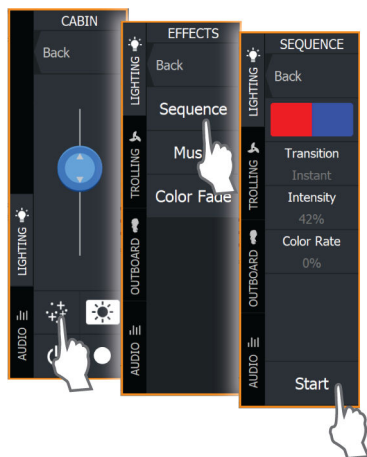 CABIN
Back
LIGHTING
AUDIO
EFFECTS
Back
Sequence
Mus
Color Fade
LIGHTING
TROLLING
OUTBOARD
AUDIO
SEQUENCE
Back
Transition
Instant
Intensity
42%
Color Rate
0%
Start
LIGHTING
TROLLING
OUTBOARD
AUDIO